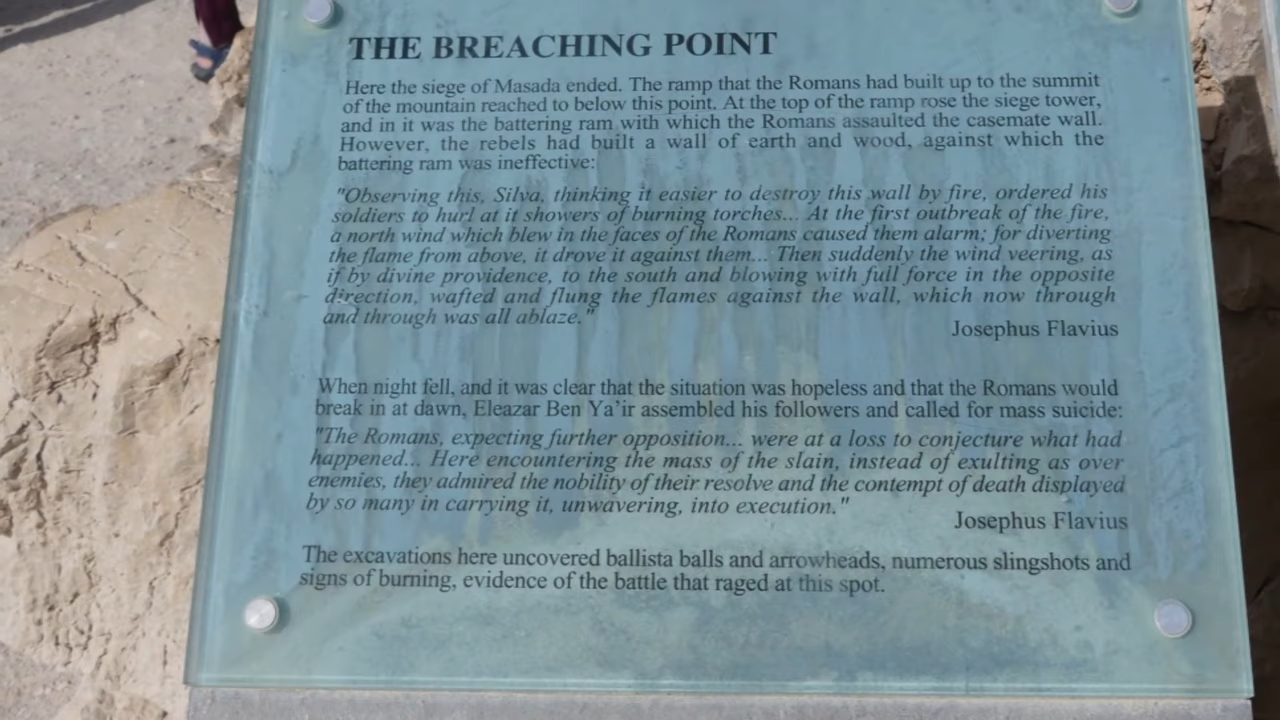 THE BREACHING POINT
Here the siege of Masada ended. The ramp that the Romans had built up to the summit
of the mountain reached to below this point. At the top of the ramp rose the siege tower,
and in it was the battering ram with which the Romans assaulted the casemate wall.
However, the rebels had built a wall of earth and wood, against which the
battering ram was ineffective:
"Observing this, Silva, thinking it easier to destroy this wall by fire, ordered his
soldiers to hurl at it showers of burning torches... At the first outbreak of the fire,
a north wind which blew in the faces of the Romans caused them alarm; for diverting
the flame from above, it drove it against them... Then suddenly the wind veering, as
if by divine providence, to the south and blowing with full force in the opposite
direction, wafted and flung the flames against the wall, which now through
and through was all ablaze."
Josephus Flavius
When night fell, and it was clear that the situation was hopeless and that the Romans would
break in at dawn, Eleazar Ben Ya'ir assembled his followers and called for mass suicide:
"The Romans, expecting further opposition... were at a loss to conjecture what had
happened... Here encountering the mass of the slain, instead of exulting as over
enemies, they admired the nobility of their resolve and the contempt of death displayed
by so many in carrying it, unwavering, into execution."
Josephus Flavius
The excavations here uncovered ballista balls and arrowheads, numerous slingshots and
signs of burning, evidence of the battle that raged at this spot.